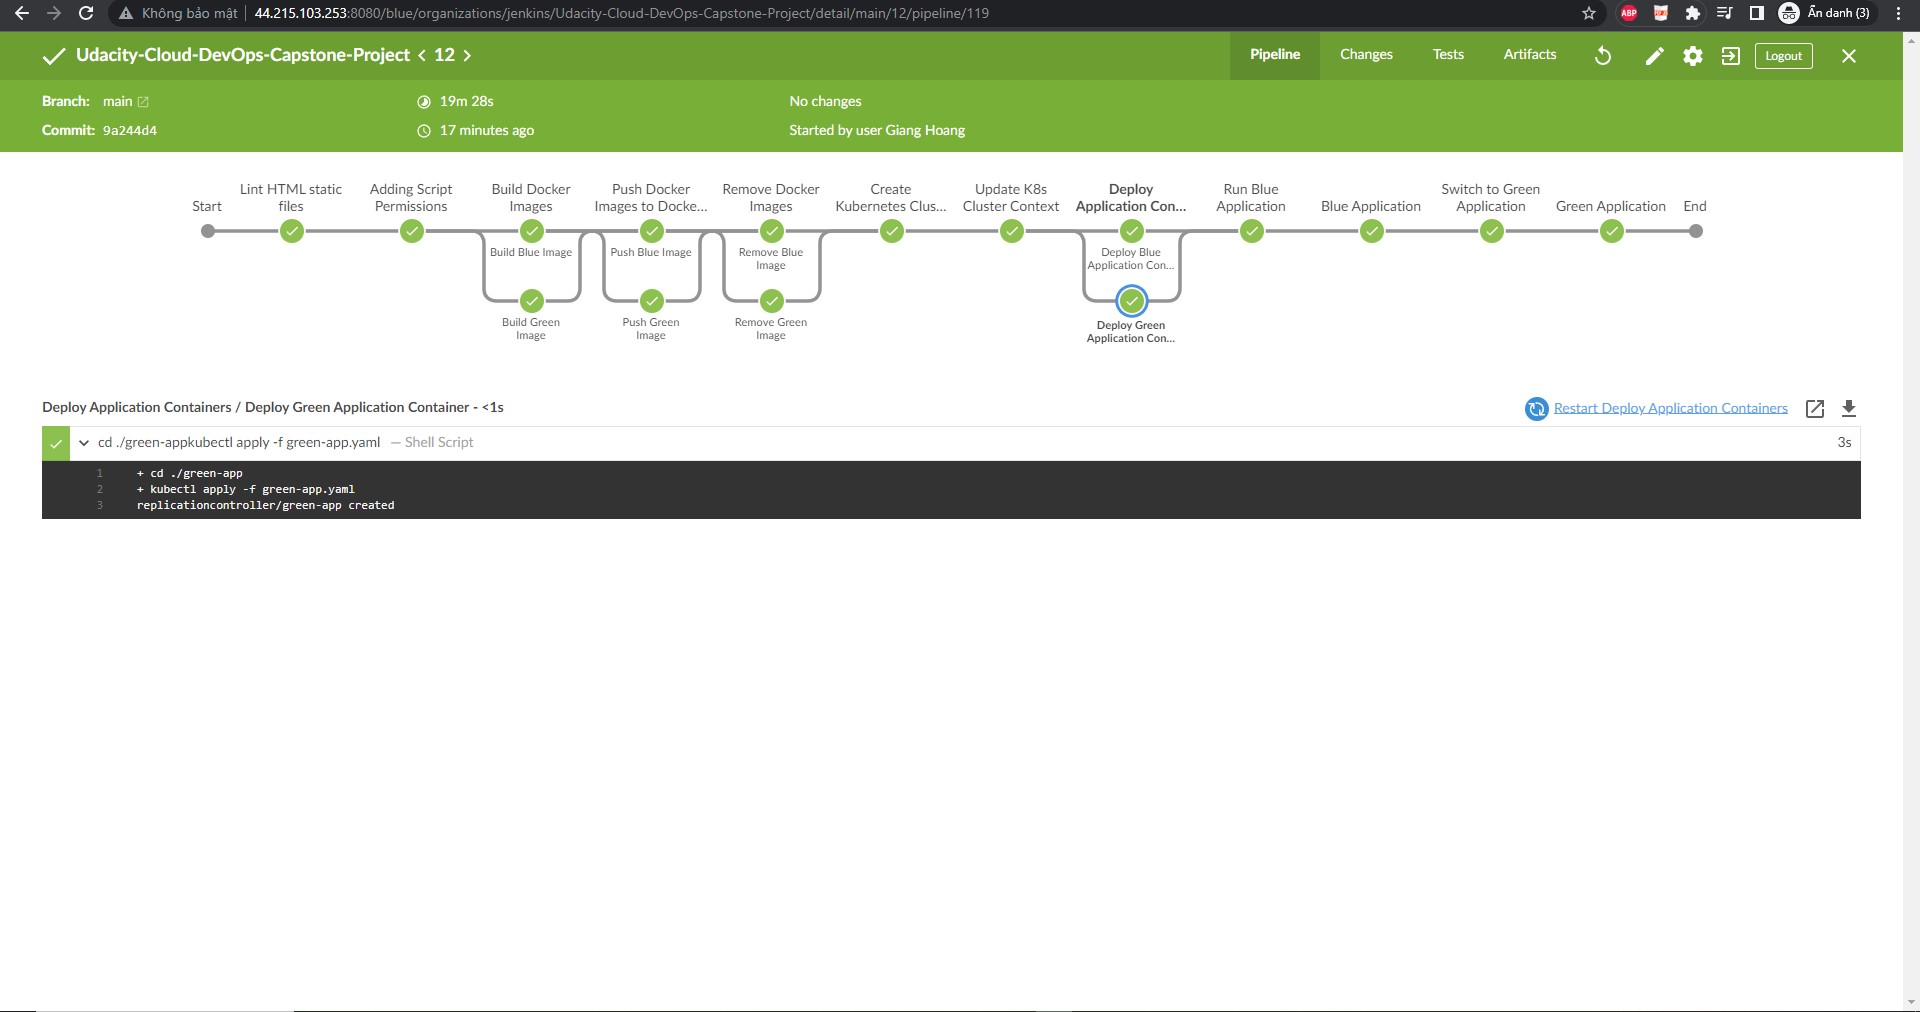 Không bảo mật 44.215.103.253:8080/blue/organizations/jenkins/Udacity-Cloud-DevOps-Capstone-Project/detail/main/12/pipeline/119 ABP Ẩn danh (3)
Udacity-Cloud-DevOps-Capstone-Project < 12 > Pipeline Changes Tests Artifacts Logout
Branch: main 19m 28s No changes
Commit: 9a244d4 17 minutes ago Started by user Giang Hoang
Start
Lint HTML static
files
Adding Script
Permissions
Build Docker
Images
Push Docker
Images to Docke...
Remove Docker
Images
Create
Kubernetes Clus...
Update K8s
Cluster Context
Deploy
Application Con...
Run Blue
Application
Blue Application
Switch to Green
Application
Green Application
End
Build Blue Image
Push Blue Image
Remove Blue
Image
Deploy Blue
Application Con...
Build Green
Image
Push Green
Image
Remove Green
Image
Deploy Green
Application Con...
Deploy Application Containers / Deploy Green Application Container - <1s Restart Deploy Application Containers
cd ./green-appkubectl apply -f green-app.yaml — Shell Script 3s
1 + cd ./green-app
2 + kubectl apply -f green-app.yaml
3 replicationcontroller/green-app created